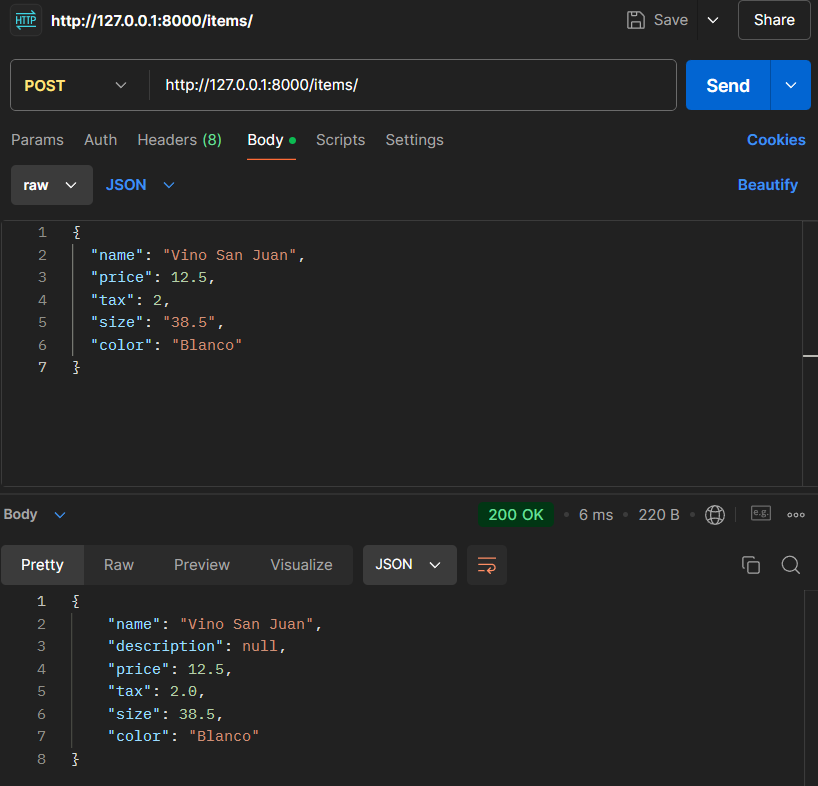 HTTP http://127.0.0.1:8000/items/ Save Share
POST http://127.0.0.1:8000/items/ Send
Params Auth Headers (8) Body Scripts Settings Cookies
raw JSON Beautify
1 {
2 "name": "Vino San Juan",
3 "price": 12.5,
4 "tax": 2,
5 "size": "38.5",
6 "color": "Blanco"
7 }
Body 200 OK • 6 ms • 220 B • e.g.
Pretty Raw Preview Visualize JSON
1 {
2 "name": "Vino San Juan",
3 "description": null,
4 "price": 12.5,
5 "tax": 2.0,
6 "size": 38.5,
7 "color": "Blanco"
8 }